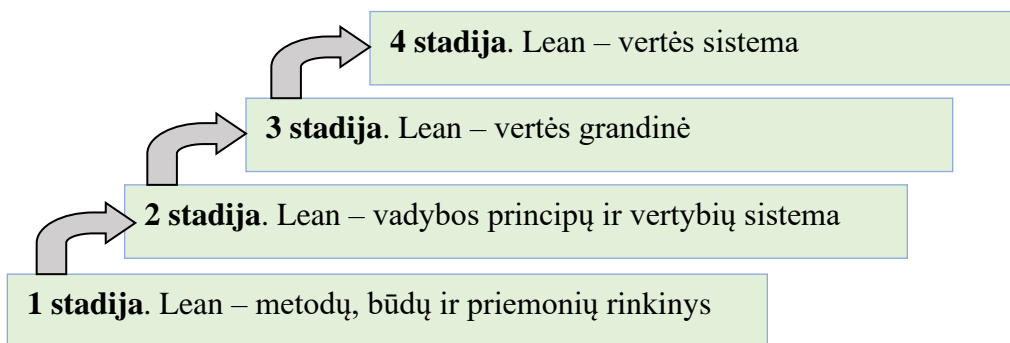 4 stadija. Lean – vertės sistema
3 stadija. Lean – vertės grandinė
2 stadija. Lean – vadybos principų ir vertybių sistema
1 stadija. Lean – metodų, būdų ir priemonių rinkinys